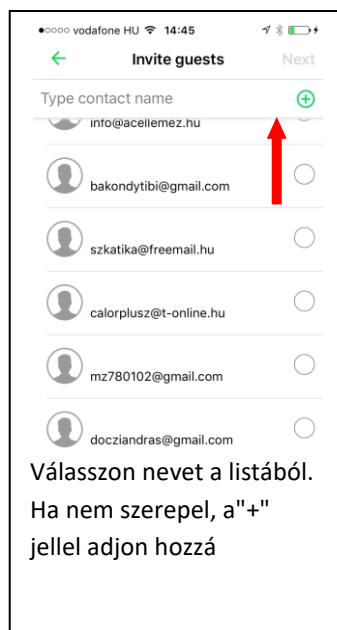 vodafone HU 14:45
Invite guests Next
Type contact name
info@acellemez.hu
bakondytibi@gmail.com
szkatika@freemail.hu
calorplusz@t-online.hu
mz780102@gmail.com
docziandras@gmail.com
Válasszon nevet a listából.
Ha nem szerepel, a"+"
jellel adjon hozzá